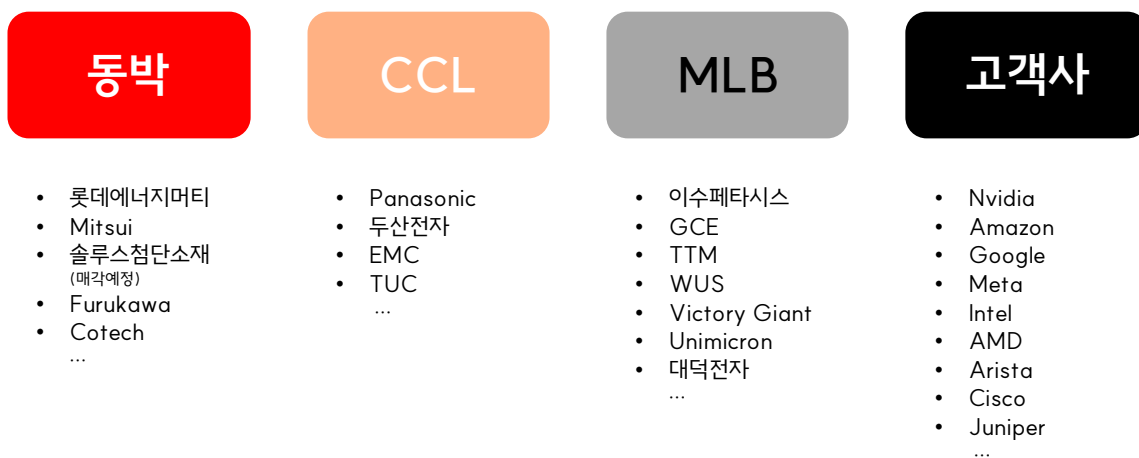 동박
CCL
MLB
고객사
• 롯데에너지머티
• Mitsui
• 솔루스첨단소재
(매각예정)
• Furukawa
• Cotech
...
• Panasonic
• 두산전자
• EMC
• TUC
...
• 이수페타시스
• GCE
• TTM
• WUS
• Victory Giant
• Unimicron
• 대덕전자
...
• Nvidia
• Amazon
• Google
• Meta
• Intel
• AMD
• Arista
• Cisco
• Juniper
...